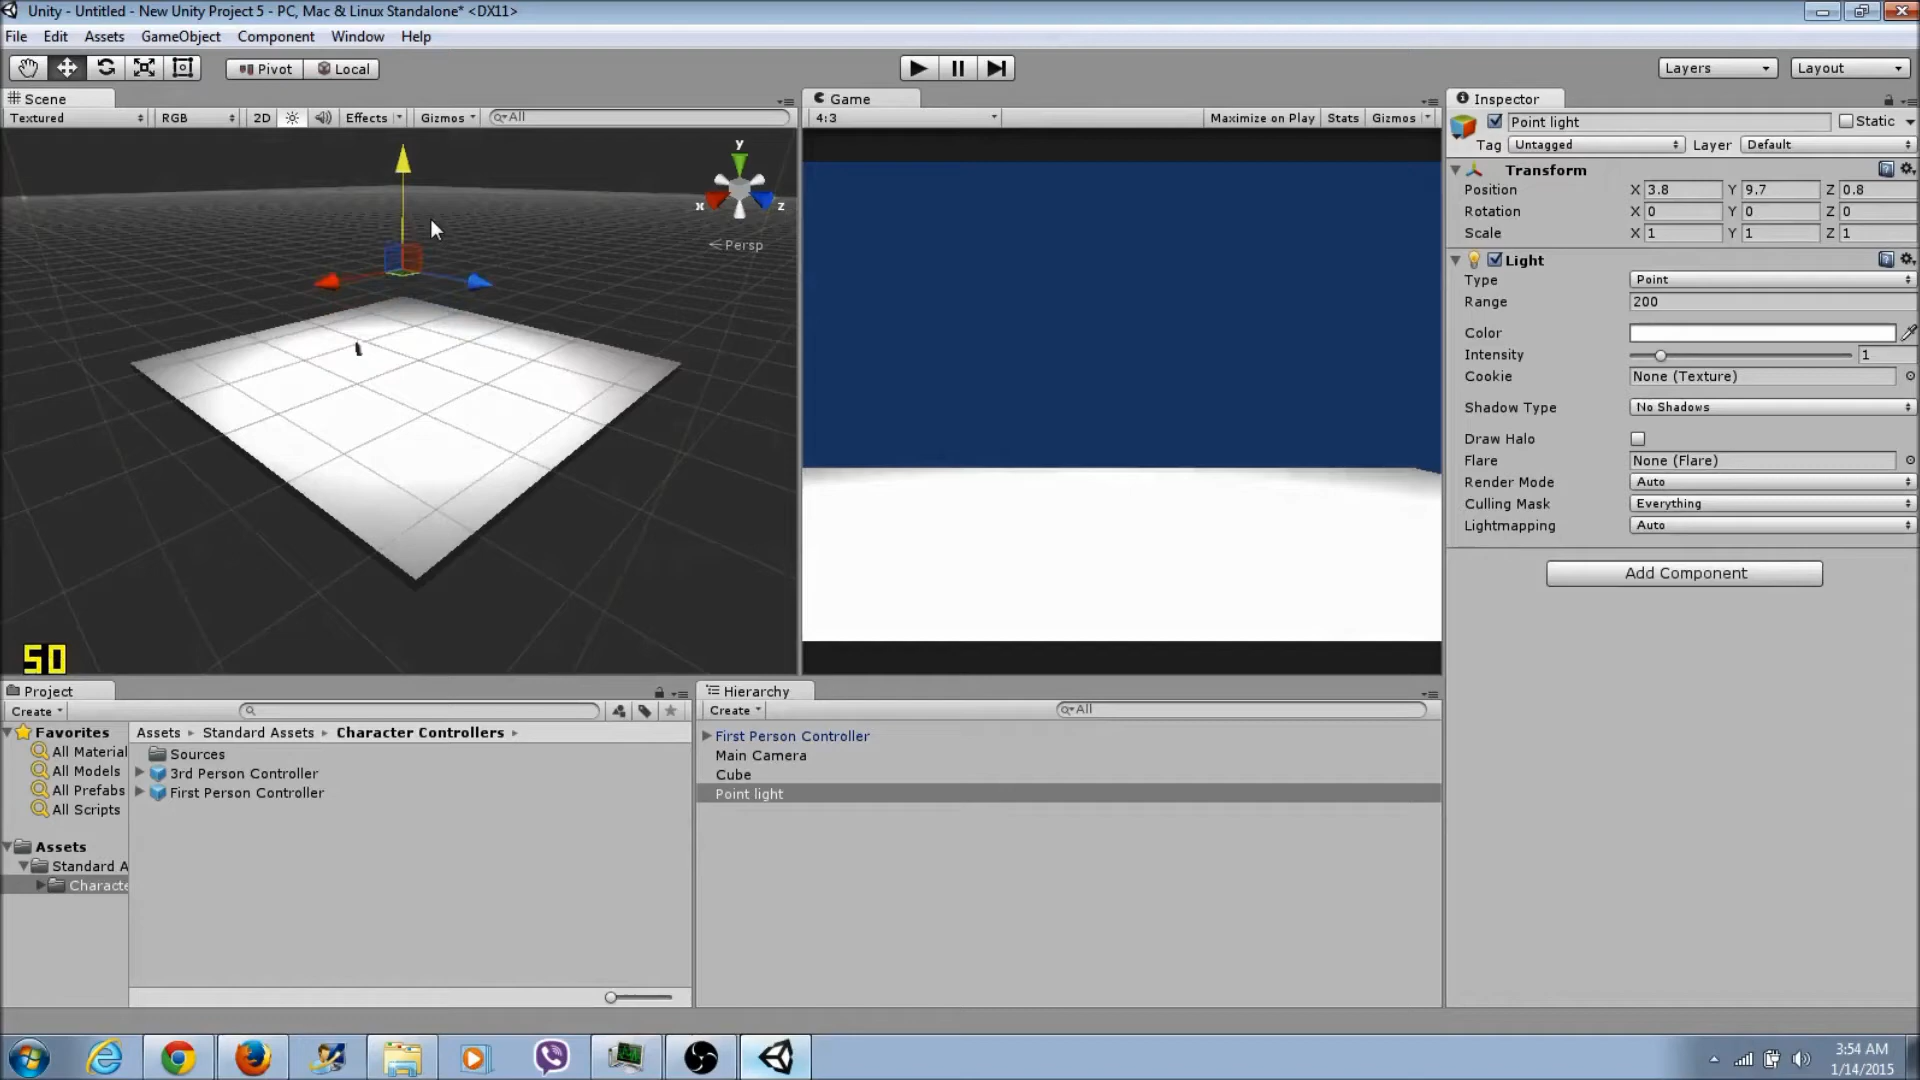 Unity - Untitled - New Unity Project 5 - PC, Mac & Linux Standalone* <DX11>
File Edit Assets GameObject Component Window Help
Pivot Local Layers Layout
Scene
Textured RGB 2D Effects Gizmos All
y
x z
Persp
50
Game
4:3 Maximize on Play Stats Gizmos
Inspector
Point light Static
Tag Untagged Layer Default
Transform
Position X 3.8 Y 9.7 Z 0.8
Rotation X 0 Y 0 Z 0
Scale X 1 Y 1 Z 1
Light
Type Point
Range 200
Color
Intensity 1
Cookie None (Texture)
Shadow Type No Shadows
Draw Halo
Flare None (Flare)
Render Mode Auto
Culling Mask Everything
Lightmapping Auto
Add Component
Project
Create
Favorites
All Material
All Models
All Prefabs
All Scripts
Assets
Standard A
Characte
Assets Standard Assets Character Controllers
Sources
3rd Person Controller
First Person Controller
Hierarchy
Create All
First Person Controller
Main Camera
Cube
Point light
3:54 AM
1/14/2015